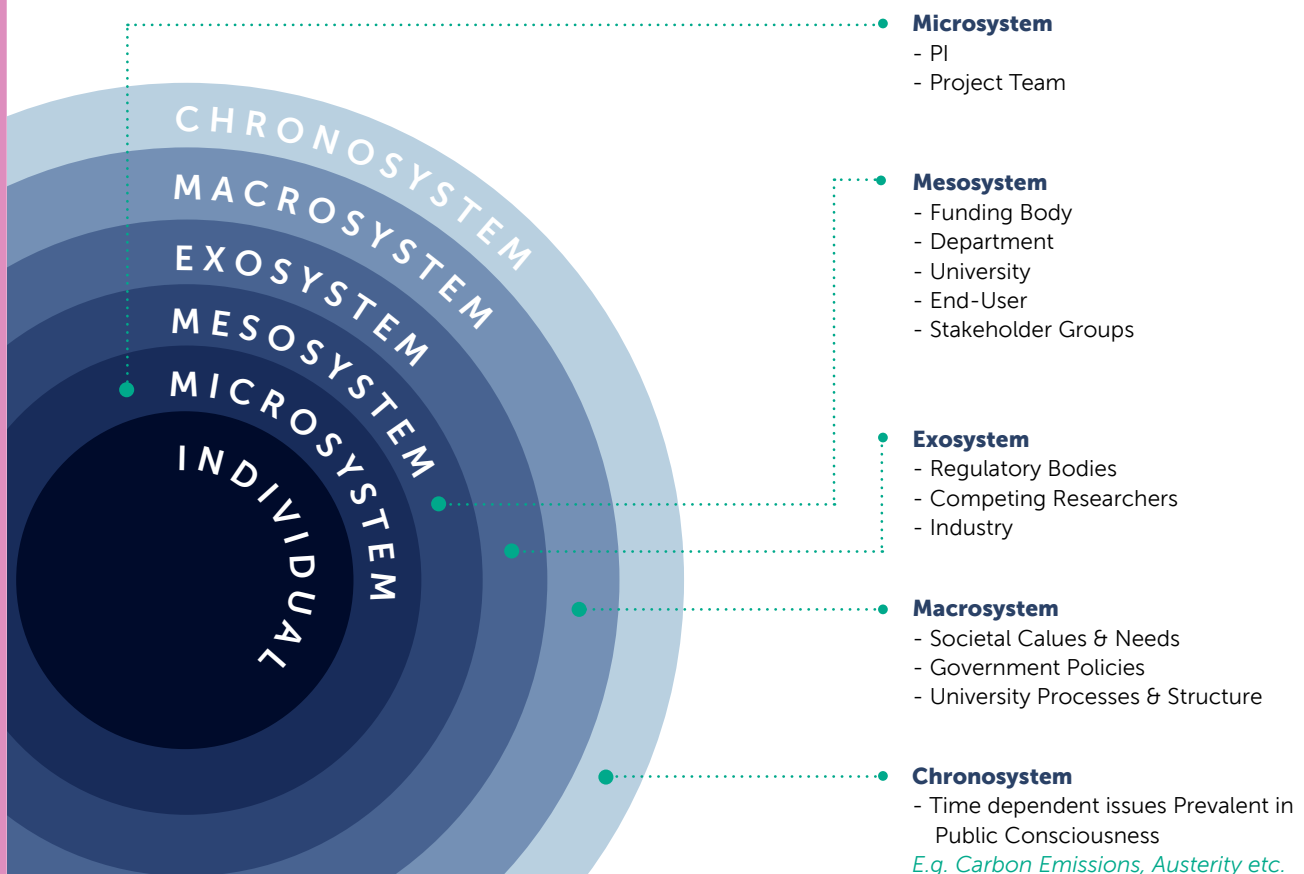 CHRONOSYSTEM
MACROSYSTEM
EXOSYSTEM
MESOSYSTEM
MICROSYSTEM
INDIVIDUAL
Microsystem
- PI
- Project Team
Mesosystem
- Funding Body
- Department
- University
- End-User
- Stakeholder Groups
Exosystem
- Regulatory Bodies
- Competing Researchers
- Industry
Macrosystem
- Societal Calues & Needs
- Government Policies
- University Processes & Structure
Chronosystem
- Time dependent issues Prevalent in
Public Consciousness
E.g. Carbon Emissions, Austerity etc.